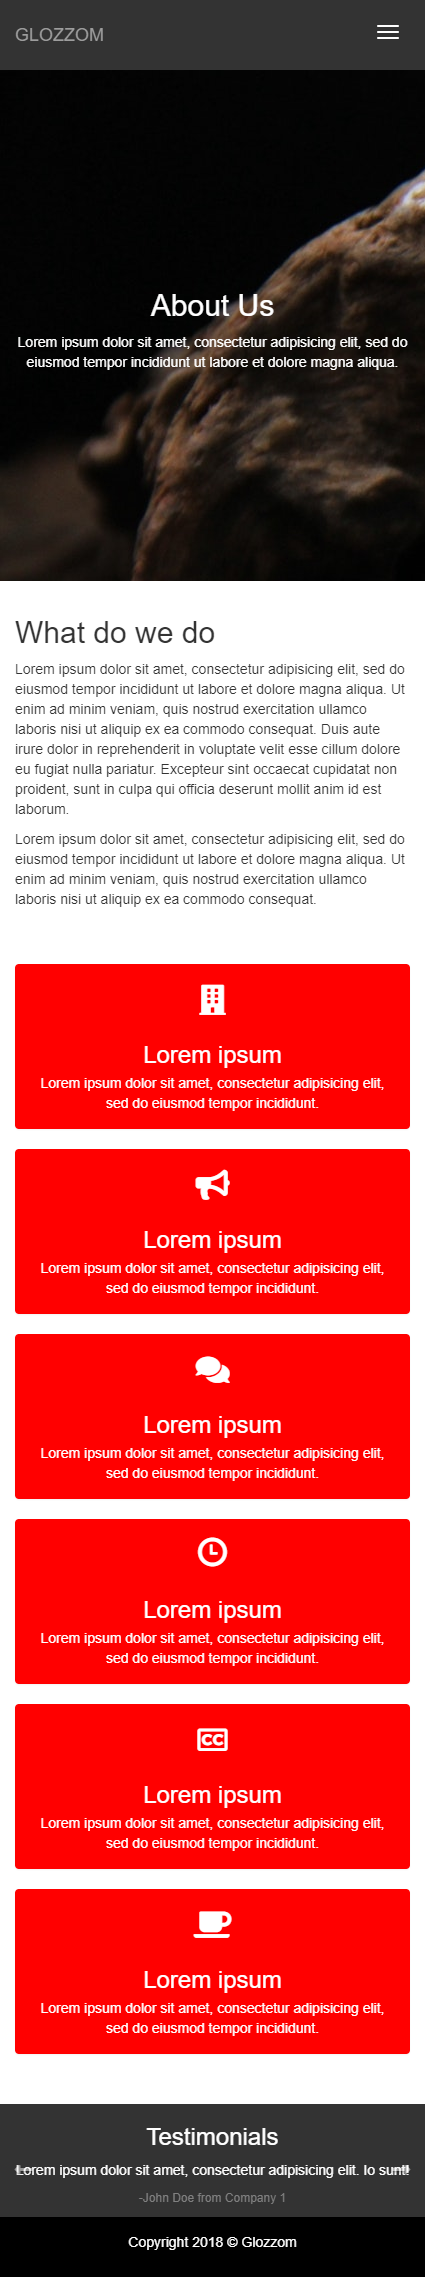 GLOZZOM
About Us
Lorem ipsum dolor sit amet, consectetur adipisicing elit, sed do
eiusmod tempor incididunt ut labore et dolore magna aliqua.
What do we do
Lorem ipsum dolor sit amet, consectetur adipisicing elit, sed do
eiusmod tempor incididunt ut labore et dolore magna aliqua. Ut
enim ad minim veniam, quis nostrud exercitation ullamco
laboris nisi ut aliquip ex ea commodo consequat. Duis aute
irure dolor in reprehenderit in voluptate velit esse cillum dolore
eu fugiat nulla pariatur. Excepteur sint occaecat cupidatat non
proident, sunt in culpa qui officia deserunt mollit anim id est
laborum.
Lorem ipsum dolor sit amet, consectetur adipisicing elit, sed do
eiusmod tempor incididunt ut labore et dolore magna aliqua. Ut
enim ad minim veniam, quis nostrud exercitation ullamco
laboris nisi ut aliquip ex ea commodo consequat.
Lorem ipsum
Lorem ipsum dolor sit amet, consectetur adipisicing elit,
sed do eiusmod tempor incididunt.
Lorem ipsum
Lorem ipsum dolor sit amet, consectetur adipisicing elit,
sed do eiusmod tempor incididunt.
Lorem ipsum
Lorem ipsum dolor sit amet, consectetur adipisicing elit,
sed do eiusmod tempor incididunt.
Lorem ipsum
Lorem ipsum dolor sit amet, consectetur adipisicing elit,
sed do eiusmod tempor incididunt.
CC
Lorem ipsum
Lorem ipsum dolor sit amet, consectetur adipisicing elit,
sed do eiusmod tempor incididunt.
Lorem ipsum
Lorem ipsum dolor sit amet, consectetur adipisicing elit,
sed do eiusmod tempor incididunt.
Testimonials
Lorem ipsum dolor sit amet, consectetur adipisicing elit. Io
-John Doe from Company 1
Copyright 2018 © Glozzom